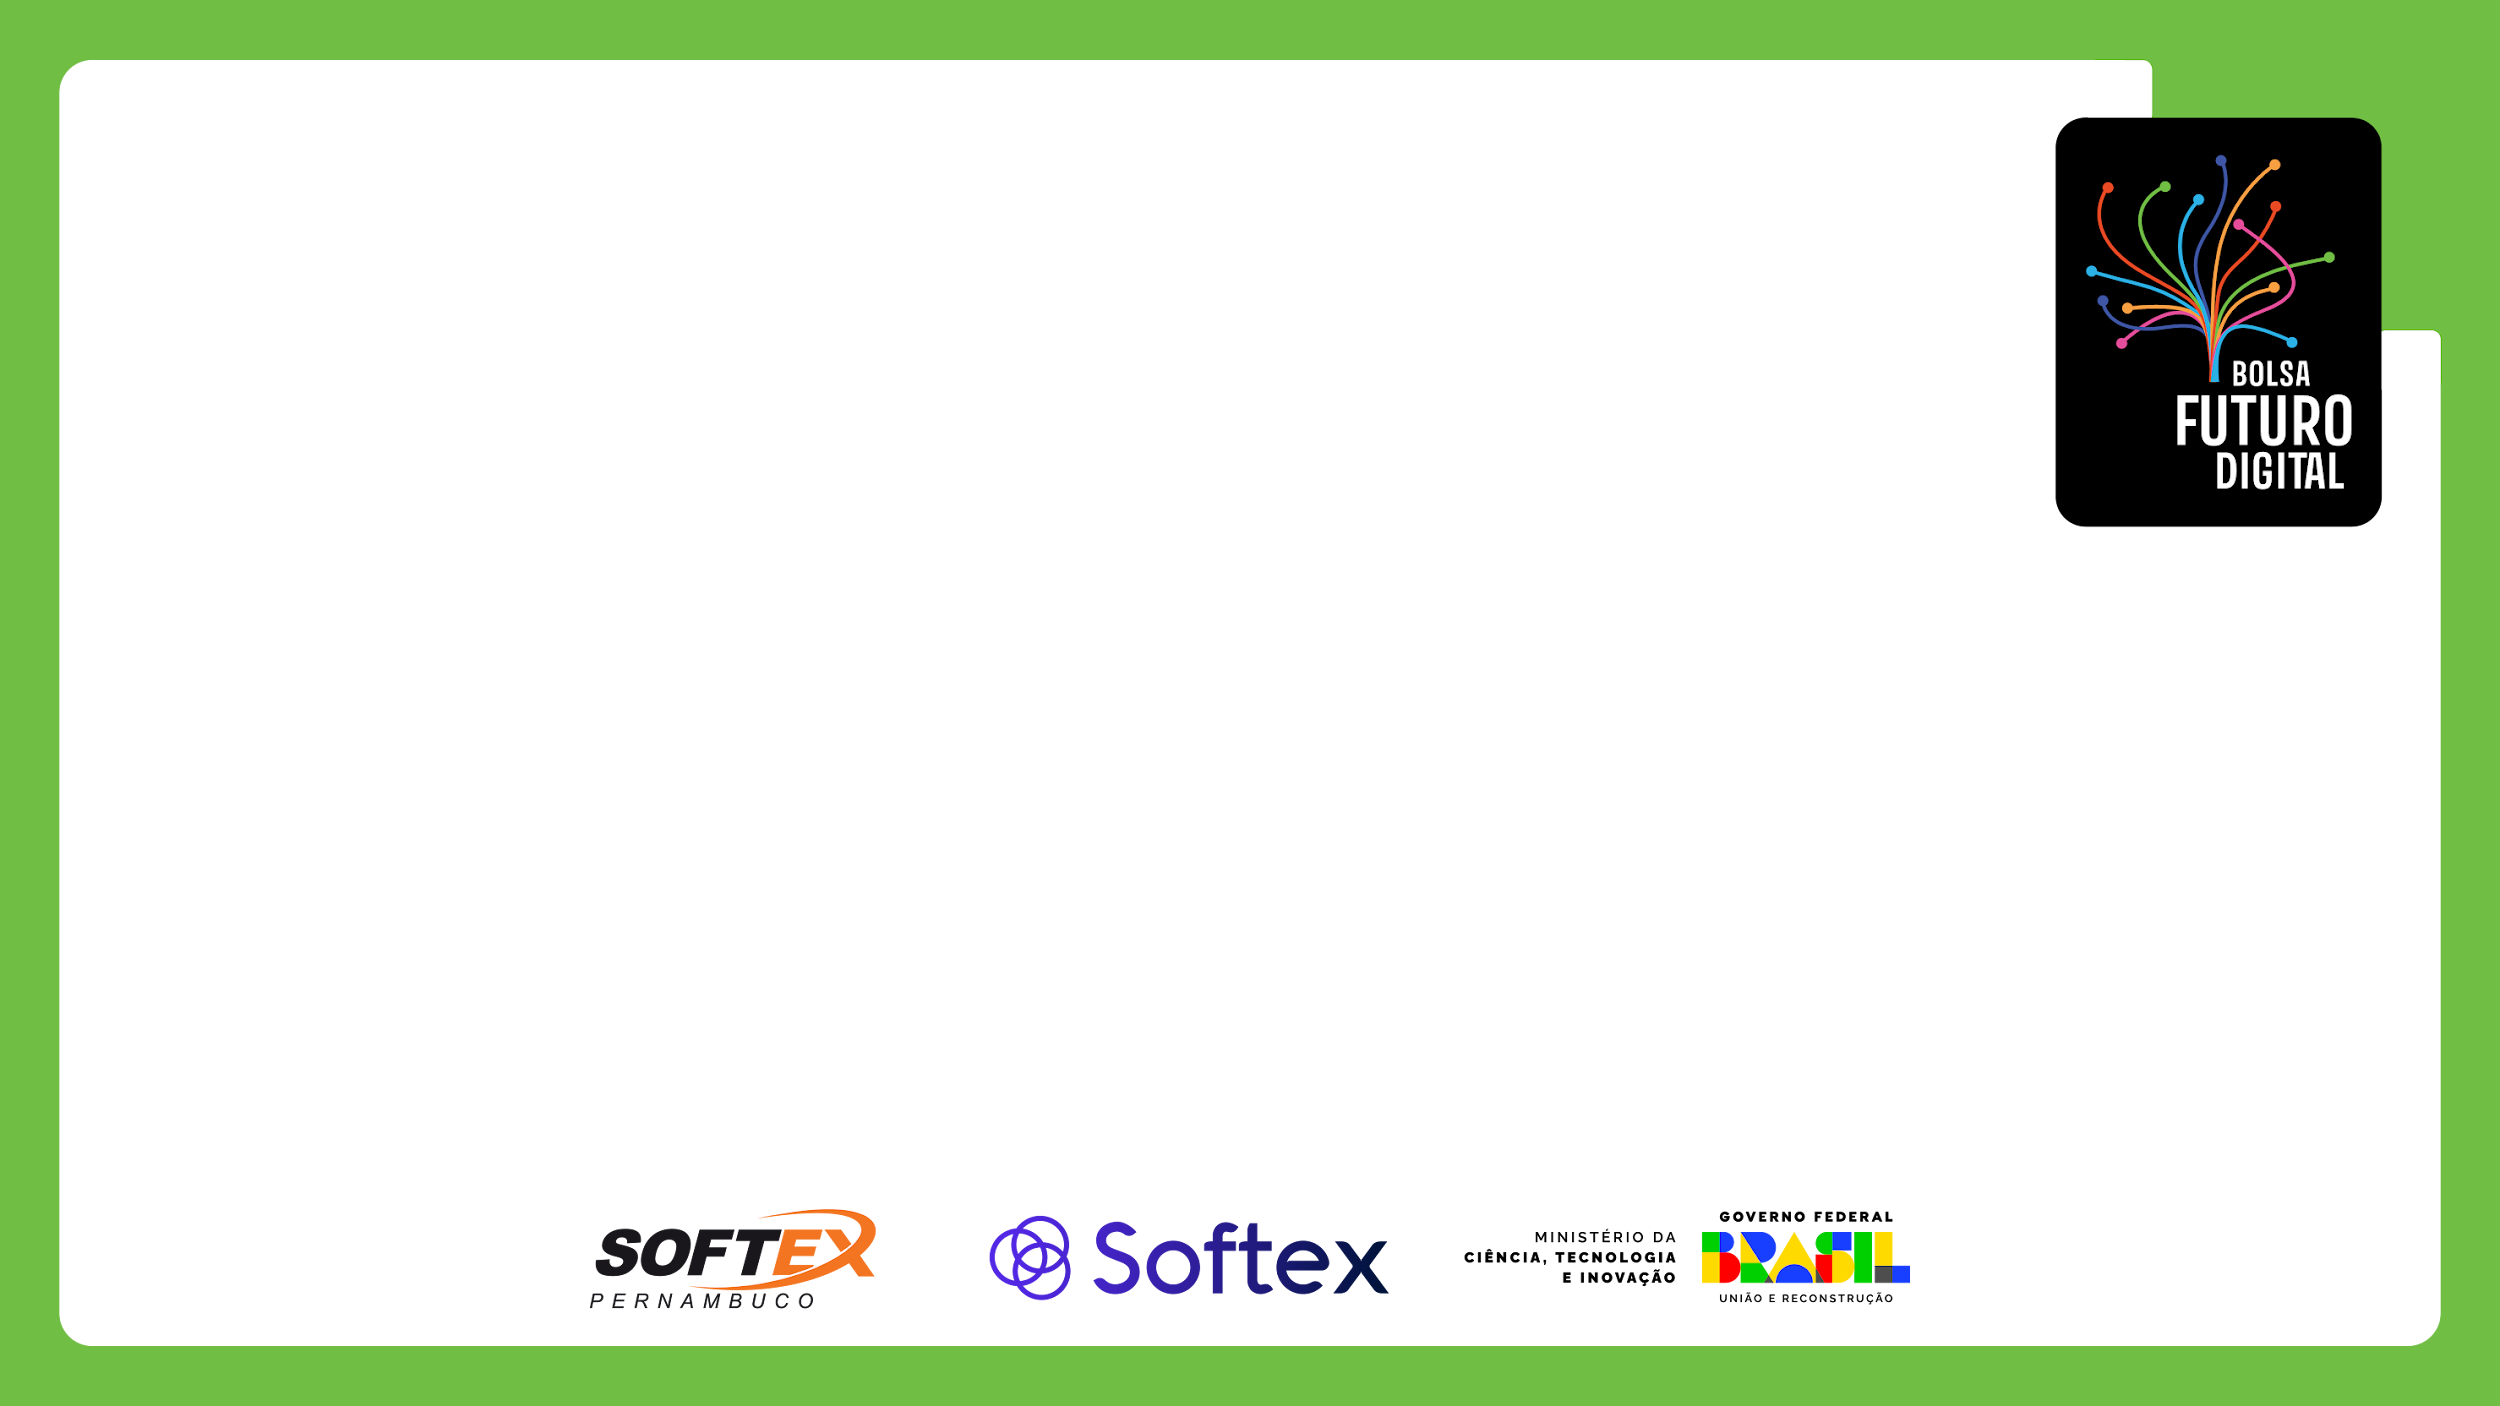 BOLSA
FUTURO
DIGITAL
SOFTEX
PERNAMBUCO
Softex
MINISTÉRIO DA
CIÊNCIA, TECNOLOGIA
E INOVAÇÃO
GOVERNO FEDERAL
BRASIL
UNIÃO E RECONSTRUÇÃO